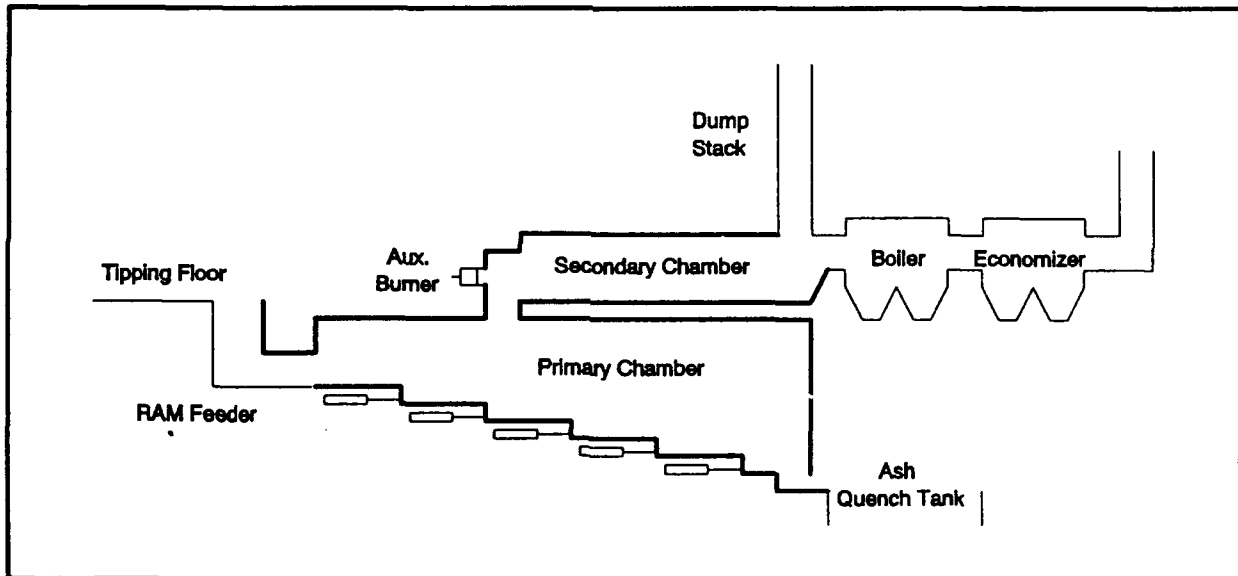 Dump
Stack
Tipping Floor
Aux.
Burner
Secondary Chamber
Boiler
Economizer
Primary Chamber
RAM Feeder
Ash
Quench Tank